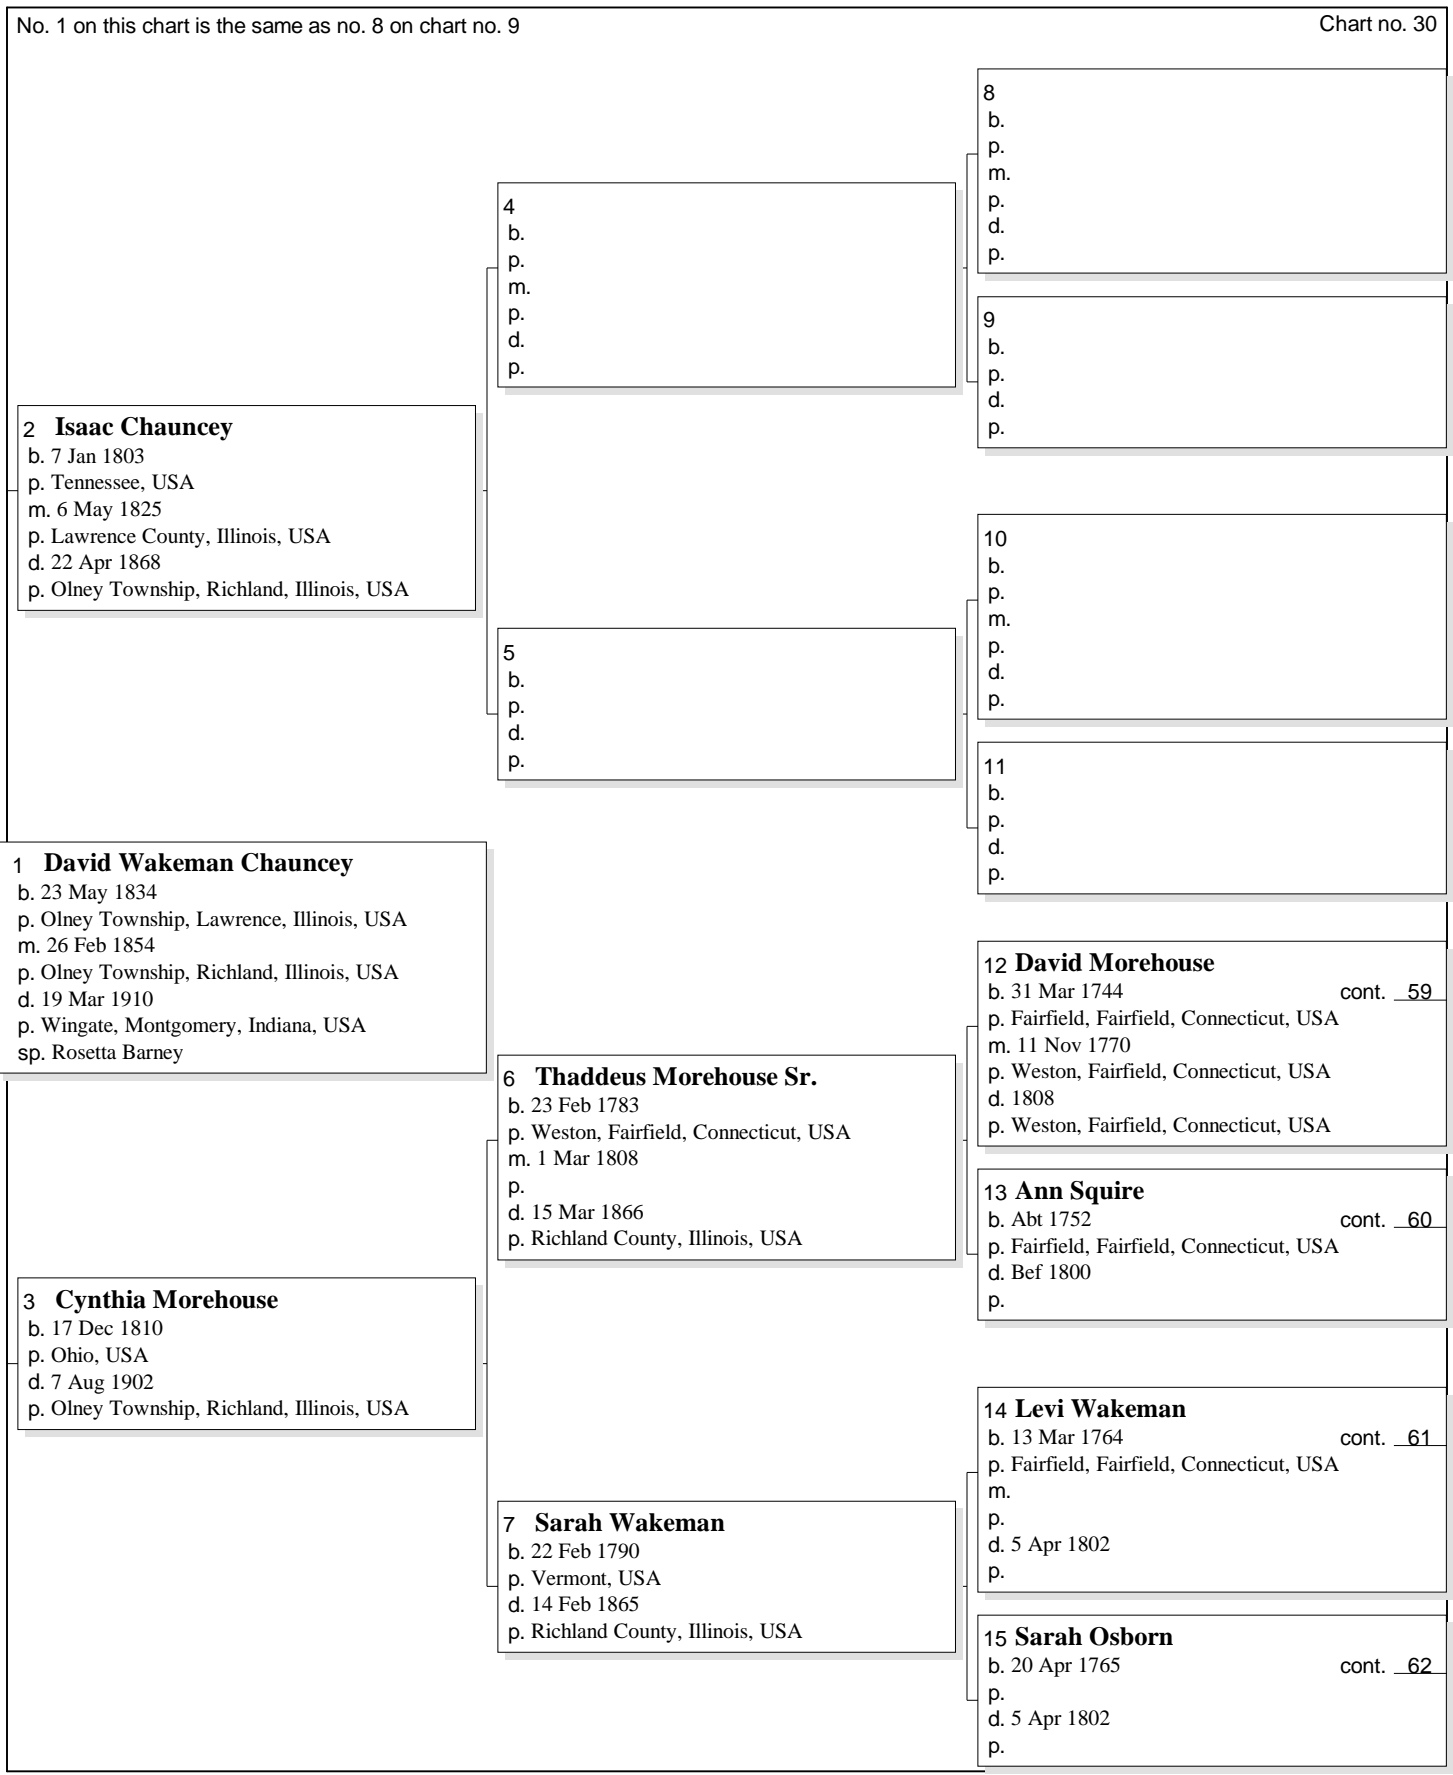 No. 1 on this chart is the same as no. 8 on chart no. 9
Chart no. 30
8
b.
p.
m.
p.
d.
p.
4
b.
p.
m.
p.
d.
p.
9
b.
p.
d.
p.
2 Isaac Chauncey
b. 7 Jan 1803
p. Tennessee, USA
m. 6 May 1825
p. Lawrence County, Illinois, USA
d. 22 Apr 1868
p. Olney Township, Richland, Illinois, USA
10
b.
p.
m.
p.
d.
p.
5
b.
p.
d.
p.
11
b.
p.
d.
p.
1 David Wakeman Chauncey
b. 23 May 1834
p. Olney Township, Lawrence, Illinois, USA
m. 26 Feb 1854
p. Olney Township, Richland, Illinois, USA
d. 19 Mar 1910
p. Wingate, Montgomery, Indiana, USA
sp. Rosetta Barney
12 David Morehouse
b. 31 Mar 1744 cont. 59
p. Fairfield, Fairfield, Connecticut, USA
m. 11 Nov 1770
p. Weston, Fairfield, Connecticut, USA
d. 1808
p. Weston, Fairfield, Connecticut, USA
6 Thaddeus Morehouse Sr.
b. 23 Feb 1783
p. Weston, Fairfield, Connecticut, USA
m. 1 Mar 1808
p.
d. 15 Mar 1866
p. Richland County, Illinois, USA
13 Ann Squire
b. Abt 1752 cont. 60
p. Fairfield, Fairfield, Connecticut, USA
d. Bef 1800
p.
3 Cynthia Morehouse
b. 17 Dec 1810
p. Ohio, USA
d. 7 Aug 1902
p. Olney Township, Richland, Illinois, USA
14 Levi Wakeman
b. 13 Mar 1764 cont. 61
p. Fairfield, Fairfield, Connecticut, USA
m.
p.
d. 5 Apr 1802
p.
7 Sarah Wakeman
b. 22 Feb 1790
p. Vermont, USA
d. 14 Feb 1865
p. Richland County, Illinois, USA
15 Sarah Osborn
b. 20 Apr 1765 cont. 62
p.
d. 5 Apr 1802
p.